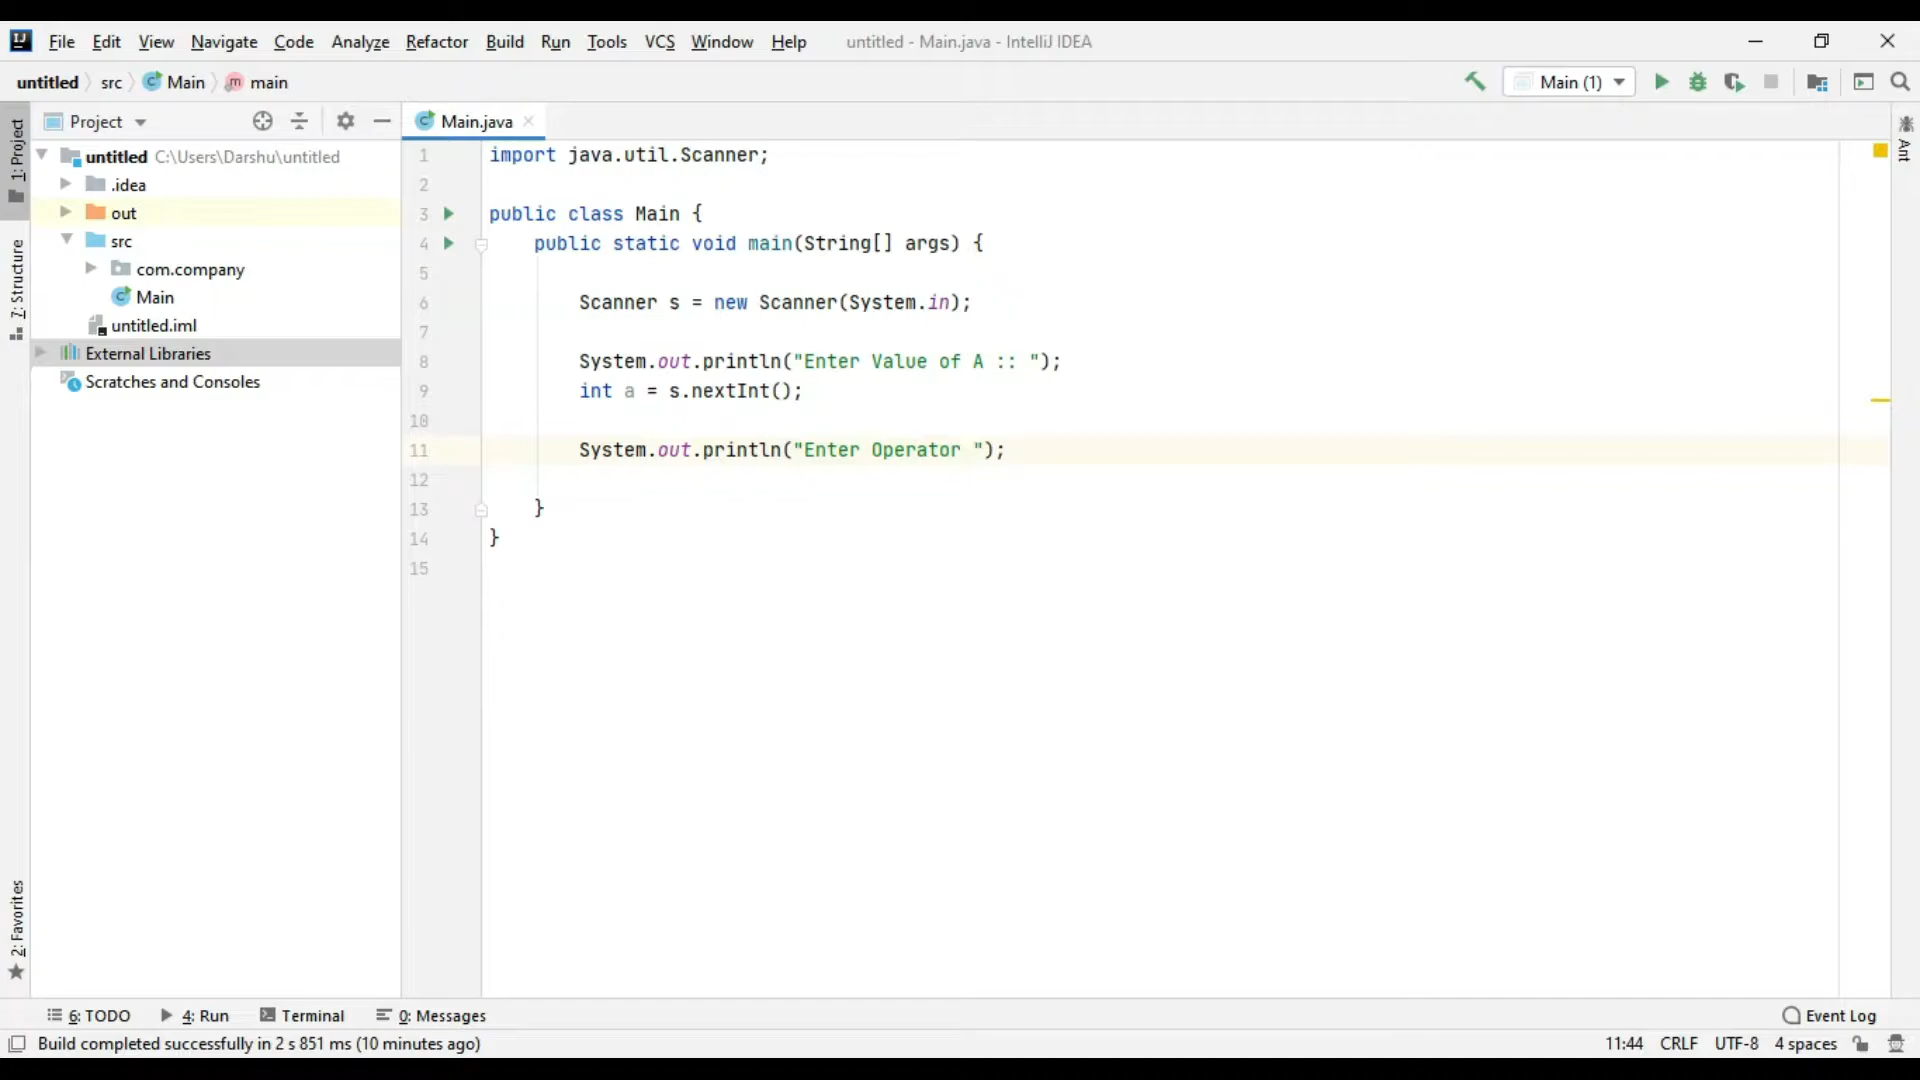 File Edit View Navigate Code Analyze Refactor Build Run Tools VCS Window Help untitled - Main.java - IntelliJ IDEA
untitled src Main main Main (1)
Project
Main.java
1: Project
7: Structure
2: Favorites
Ant
untitled C:\Users\Darshu\untitled
.idea
out
src
com.company
Main
untitled.iml
External Libraries
Scratches and Consoles
1 import java.util.Scanner;
2
3 public class Main {
4 public static void main(String[] args) {
5
6 Scanner s = new Scanner(System.in);
7
8 System.out.println("Enter Value of A :: ");
9 int a = s.nextInt();
10
11 System.out.println("Enter Operator ");
12
13 }
14 }
15
6: TODO 4: Run Terminal 0: Messages Event Log
Build completed successfully in 2 s 851 ms (10 minutes ago) 11:44 CRLF UTF-8 4 spaces